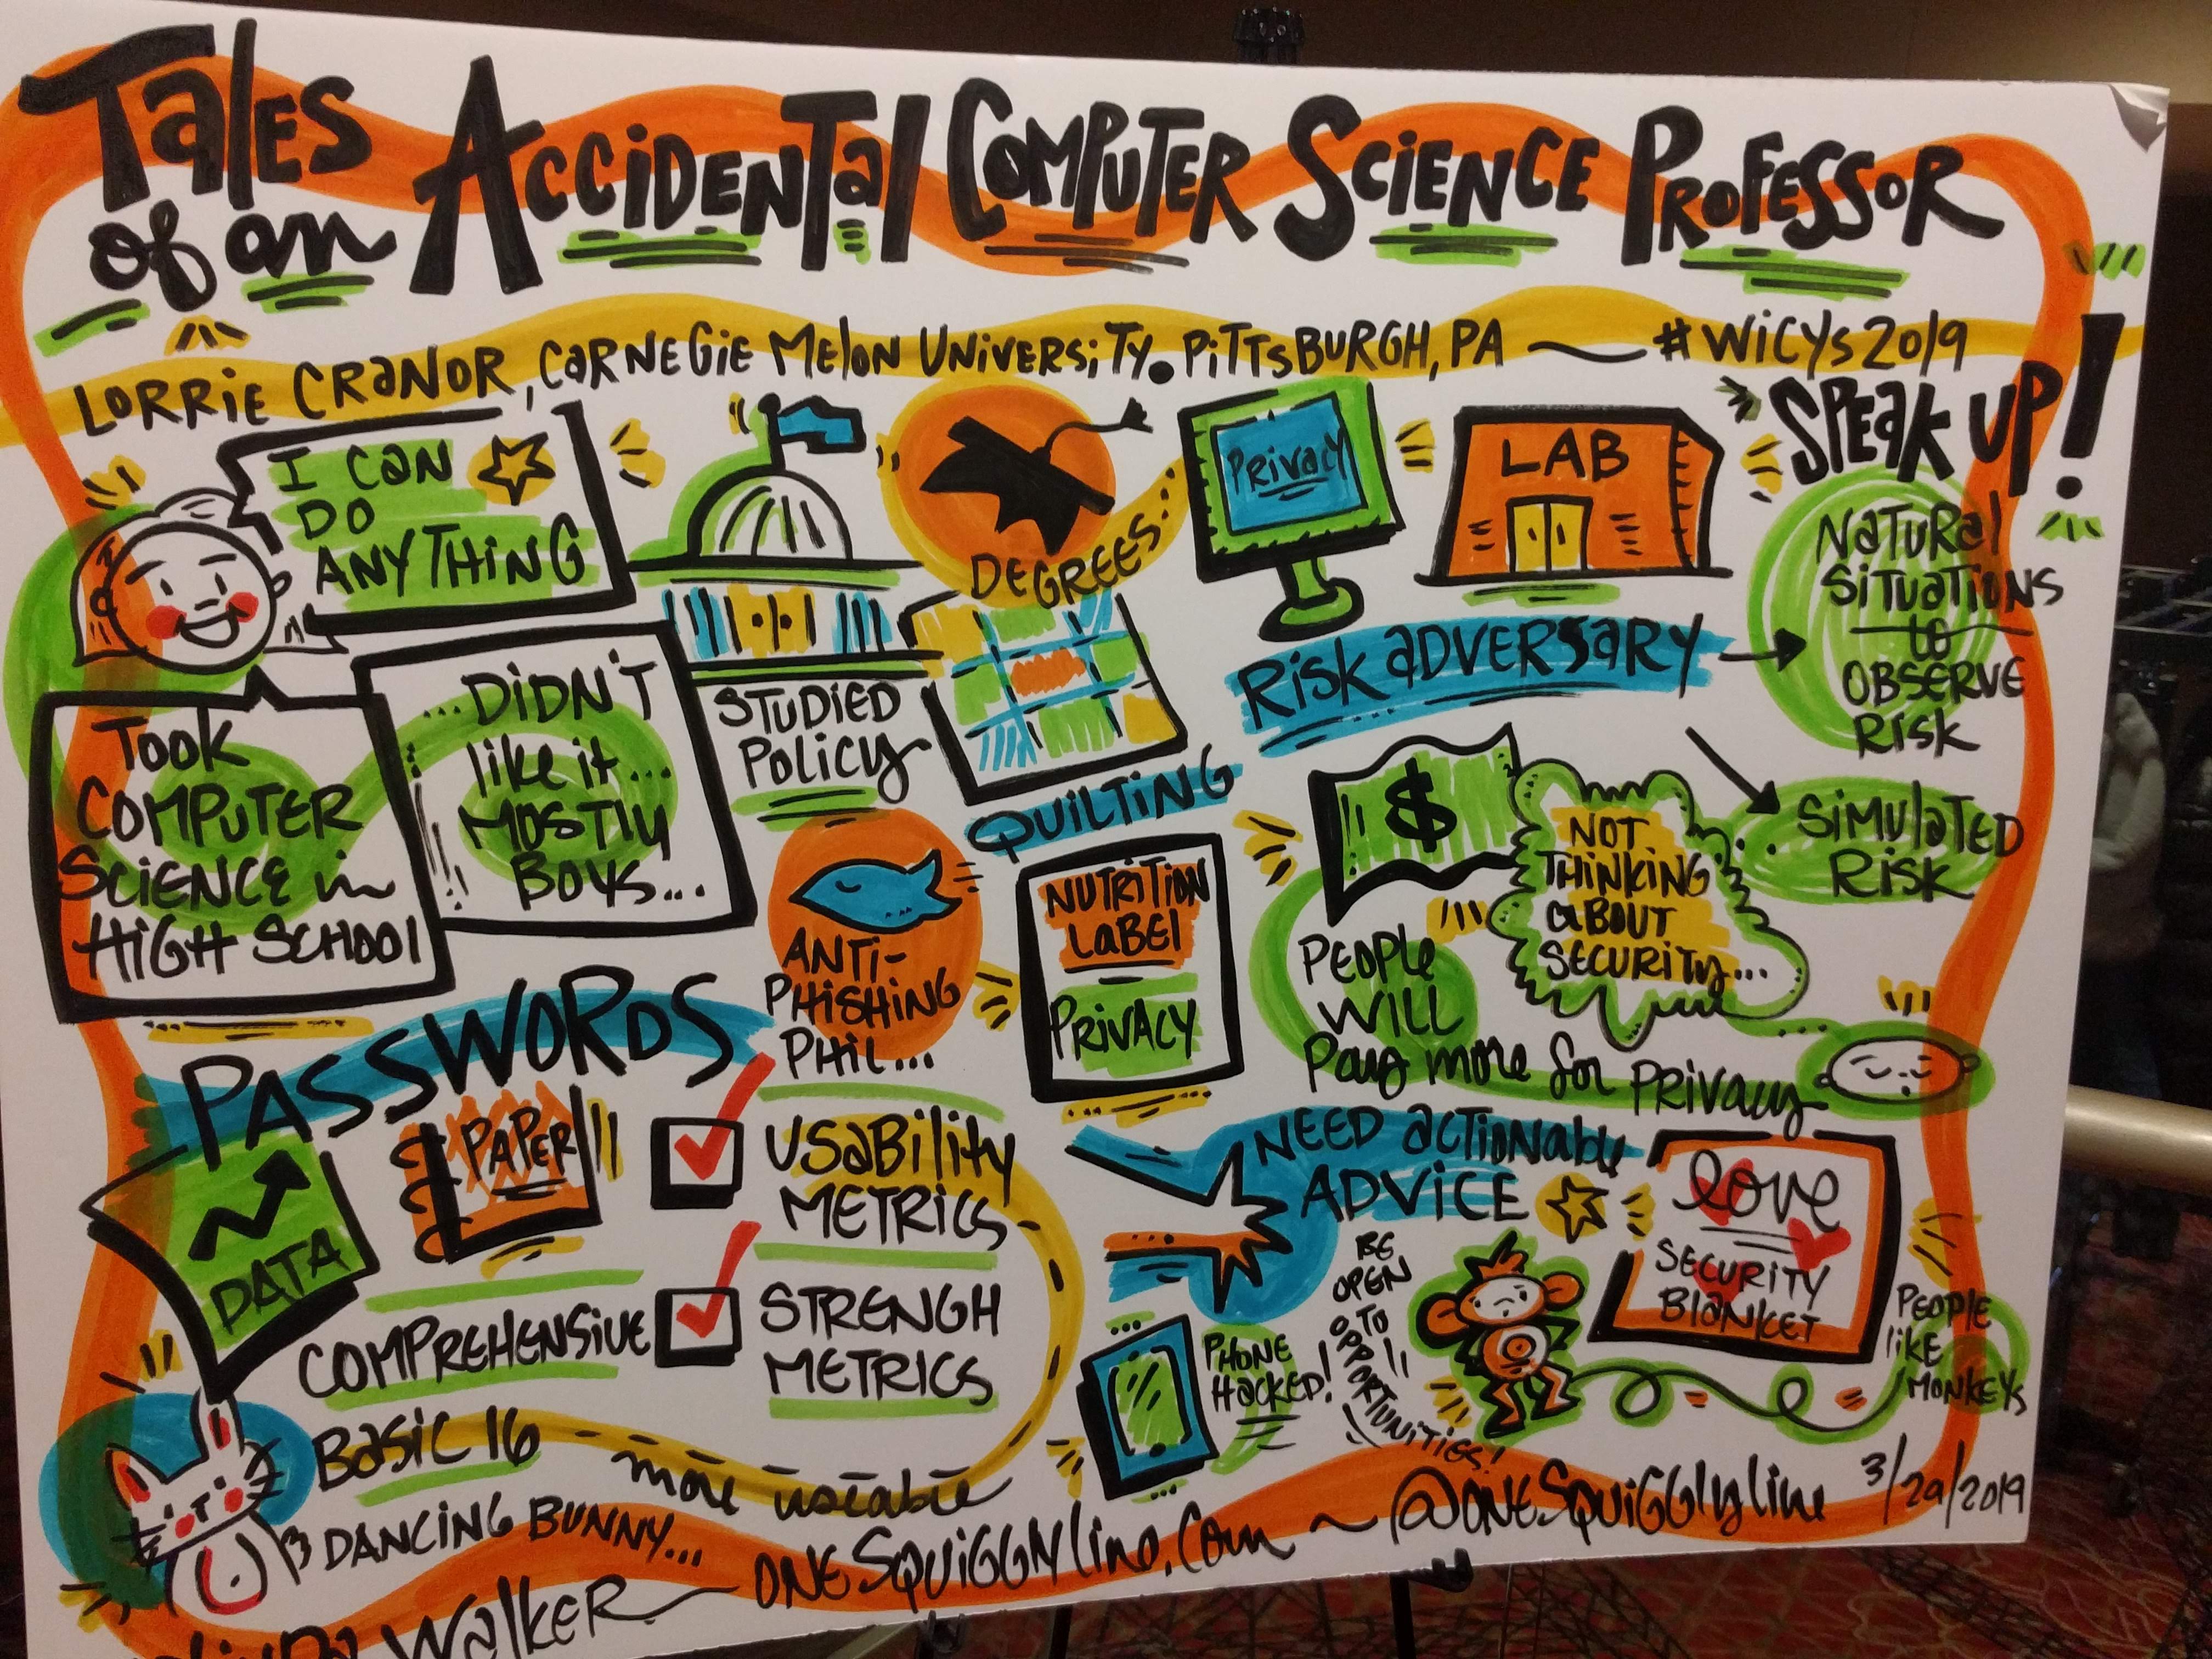 Tales
of an Accidental Computer Science Professor
Lorrie Cranor, Carnegie Melon University. Pittsburgh, PA ~ #WiCYS2019
I can
do
anything
Took
Computer
Science in
High School
...Didn't
like it...
mostly
boys...
Studied
Policy
Degrees...
Quilting
Privacy
LAB
Speak up!
Risk adversary
Natural
Situations
to
observe
Risk
Simulated
Risk
$
Not
thinking
about
security...
People
will
pay more for privacy
Anti-
Phishing
Phil...
Nutrition
Label
Privacy
Passwords
Data
Paper
Comprehensive
Basic 16
Dancing Bunny...
Usability
Metrics
Strengh
Metrics
more useable
Need actionable
Advice
Phone
Hacked!
Be
open
to
opportunities!
love
Security
Blanket
People
like
monkeys
Walker ~ onesquigglyline.com ~ @onesquigglyline 3/29/2019